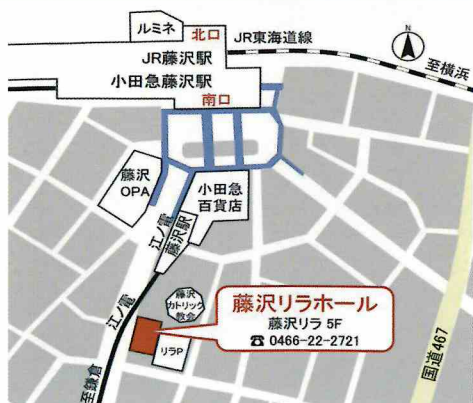 ルミネ
北口
JR東海道線
N
JR藤沢駅
至横浜
小田急藤沢駅
南口
藤沢
OPA
小田急
百貨店
江ノ電
藤沢駅
藤沢
カトリック
教会
江ノ電
藤沢リラホール
藤沢リラ 5F
☎ 0466-22-2721
リラP
国道467
至鎌倉